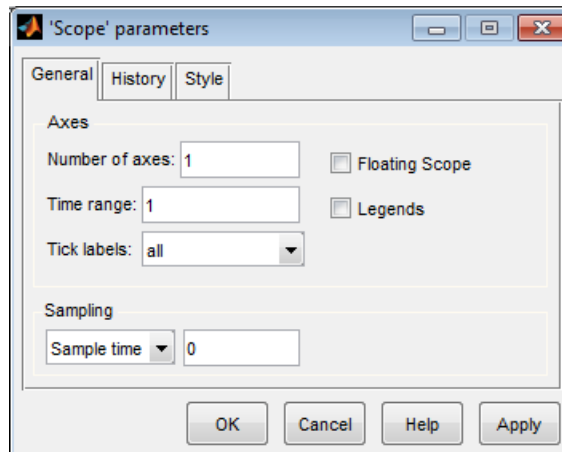 'Scope' parameters
General History Style
Axes
Number of axes: 1 Floating Scope
Time range: 1 Legends
Tick labels: all
Sampling
Sample time 0
OK Cancel Help Apply